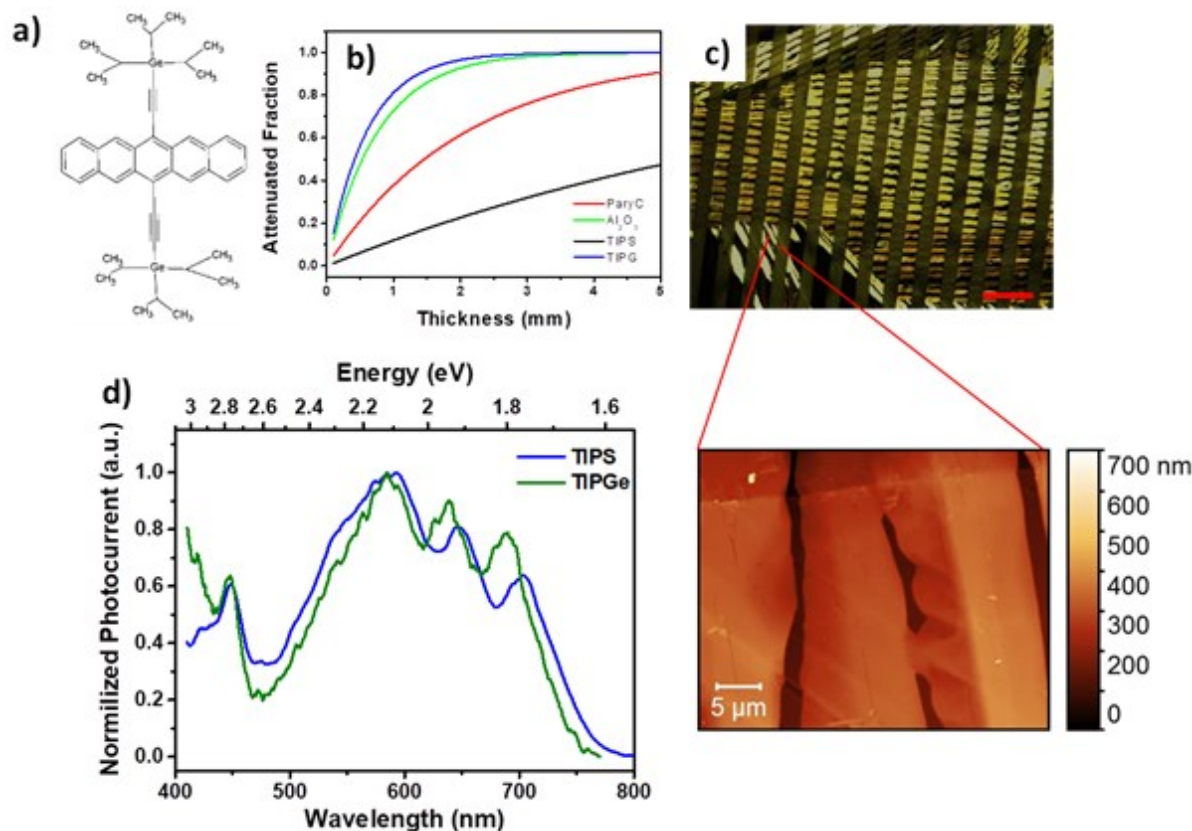 a)
CH₃
CH₃
CH₃
Ge
CH₃
CH₃
CH₃
CH₃
CH₃
Ge
CH₃
CH₃
CH₃
CH₃
b)
1.0
0.8
0.6
0.4
0.2
0.0
Attenuated Fraction
0
1
2
3
4
5
Thickness (mm)
ParyC
Al₂O₃
TIPS
TIPG
c)
d)
Energy (eV)
3 2.8 2.6 2.4 2.2 2 1.8 1.6
TIPS
TIPGe
1.0
0.8
0.6
0.4
0.2
0.0
Normilized Photocurrent (a.u.)
400 500 600 700 800
Wavelength (nm)
5 µm
700 nm
600
500
400
300
200
0